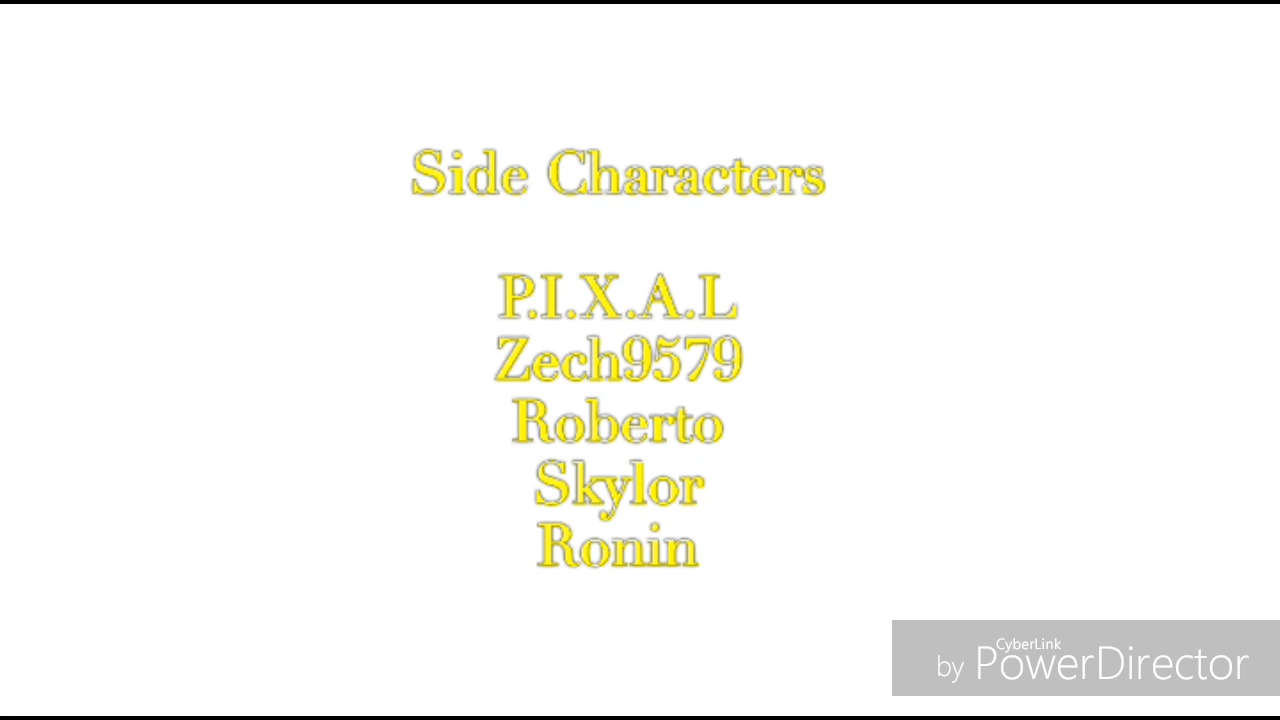 Side Characters
P.I.X.A.L
Zech9579
Roberto
Skylor
Ronin
CyberLink
by PowerDirector